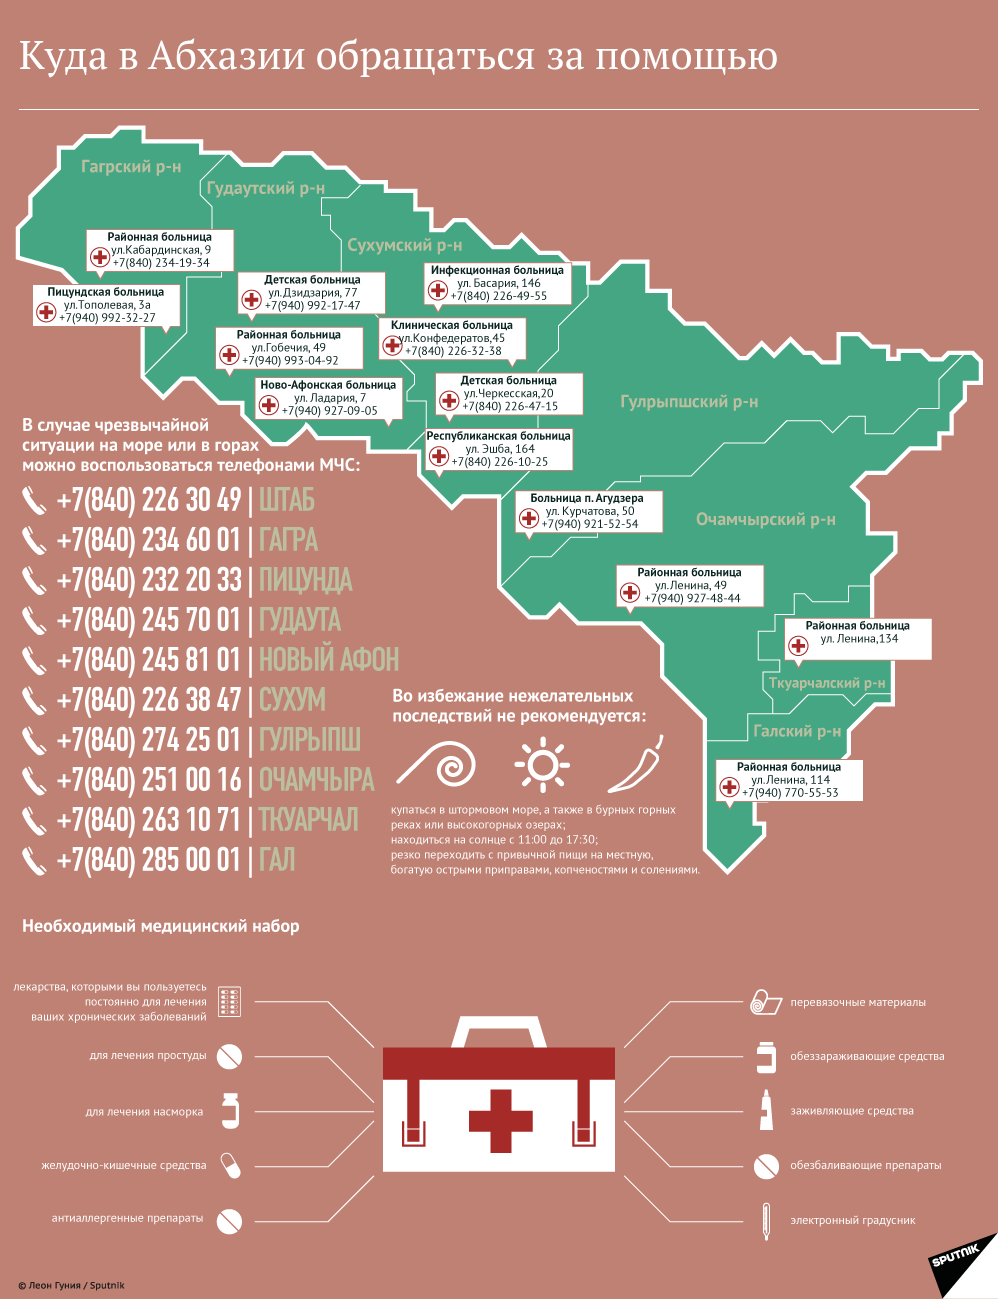 Куда в Абхазии обращаться за помощью
Гагрский р-н
Гудаутский р-н
Сухумский р-н
Гулрыпшский р-н
Очамчырский р-н
Ткуарчалский р-н
Галский р-н
Районная больница
ул.Кабардинская, 9
+7(840) 234-19-34
Пицундская больница
ул.Тополевая, 3а
+7(940) 992-32-27
Детская больница
ул.Дзидзария, 77
+7(940) 992-17-47
Районная больница
ул.Гобечия, 49
+7(940) 993-04-92
Ново-Афонская больница
ул. Ладария, 7
+7(940) 927-09-05
Инфекционная больница
ул. Басария, 146
+7(840) 226-49-55
Клиническая больница
ул.Конфедератов,45
+7(840) 226-32-38
Детская больница
ул.Черкесская,20
+7(840) 226-47-15
Республиканская больница
ул. Эшба, 164
+7(840) 226-10-25
Больница п. Агудзера
ул. Курчатова, 50
+7(940) 921-52-54
Районная больница
ул.Ленина, 49
+7(940) 927-48-44
Районная больница
ул. Ленина,134
Районная больница
ул.Ленина, 114
+7(940) 770-55-53
В случае чрезвычайной
ситуации на море или в горах
можно воспользоваться телефонами МЧС:
+7(840) 226 30 49 | ШТАБ
+7(840) 234 60 01 | ГАГРА
+7(840) 232 20 33 | ПИЦУНДА
+7(840) 245 70 01 | ГУДАУТА
+7(840) 245 81 01 | НОВЫЙ АФОН
+7(840) 226 38 47 | СУХУМ
+7(840) 274 25 01 | ГУЛРЫПШ
+7(840) 251 00 16 | ОЧАМЧЫРА
+7(840) 263 10 71 | ТКУАРЧАЛ
+7(840) 285 00 01 | ГАЛ
Во избежание нежелательных
последствий не рекомендуется:
купаться в штормовом море, а также в бурных горных
реках или высокогорных озерах;
находиться на солнце с 11:00 до 17:30;
резко переходить с привычной пищи на местную,
богатую острыми приправами, копченостями и солениями.
Необходимый медицинский набор
лекарства, которыми вы пользуетесь
постоянно для лечения
ваших хронических заболеваний
для лечения простуды
для лечения насморка
желудочно-кишечные средства
антиаллергенные препараты
перевязочные материалы
обеззараживающие средства
заживляющие средства
обезбаливающие препараты
электронный градусник
© Леон Гуния / Sputnik
SPUTNIK